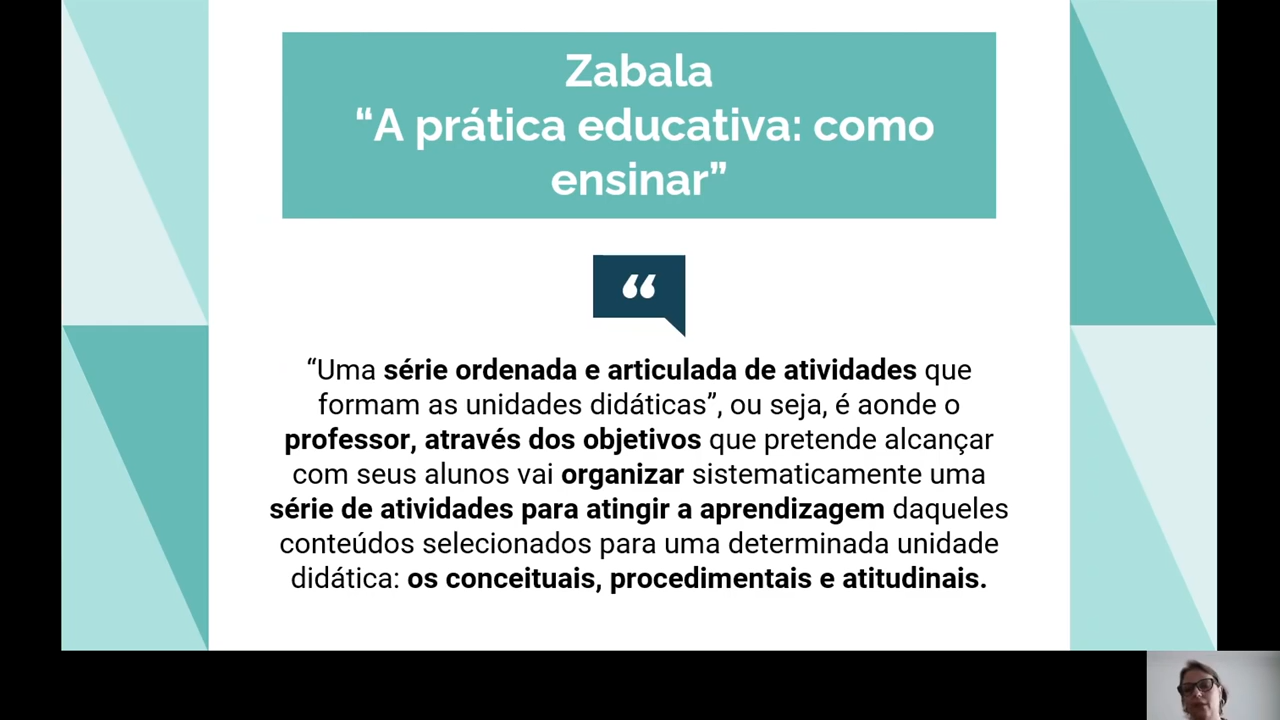 Zabala
“A prática educativa: como
ensinar”
“
“Uma série ordenada e articulada de atividades que
formam as unidades didáticas”, ou seja, é aonde o
professor, através dos objetivos que pretende alcançar
com seus alunos vai organizar sistematicamente uma
série de atividades para atingir a aprendizagem daqueles
conteúdos selecionados para uma determinada unidade
didática: os conceituais, procedimentais e atitudinais.